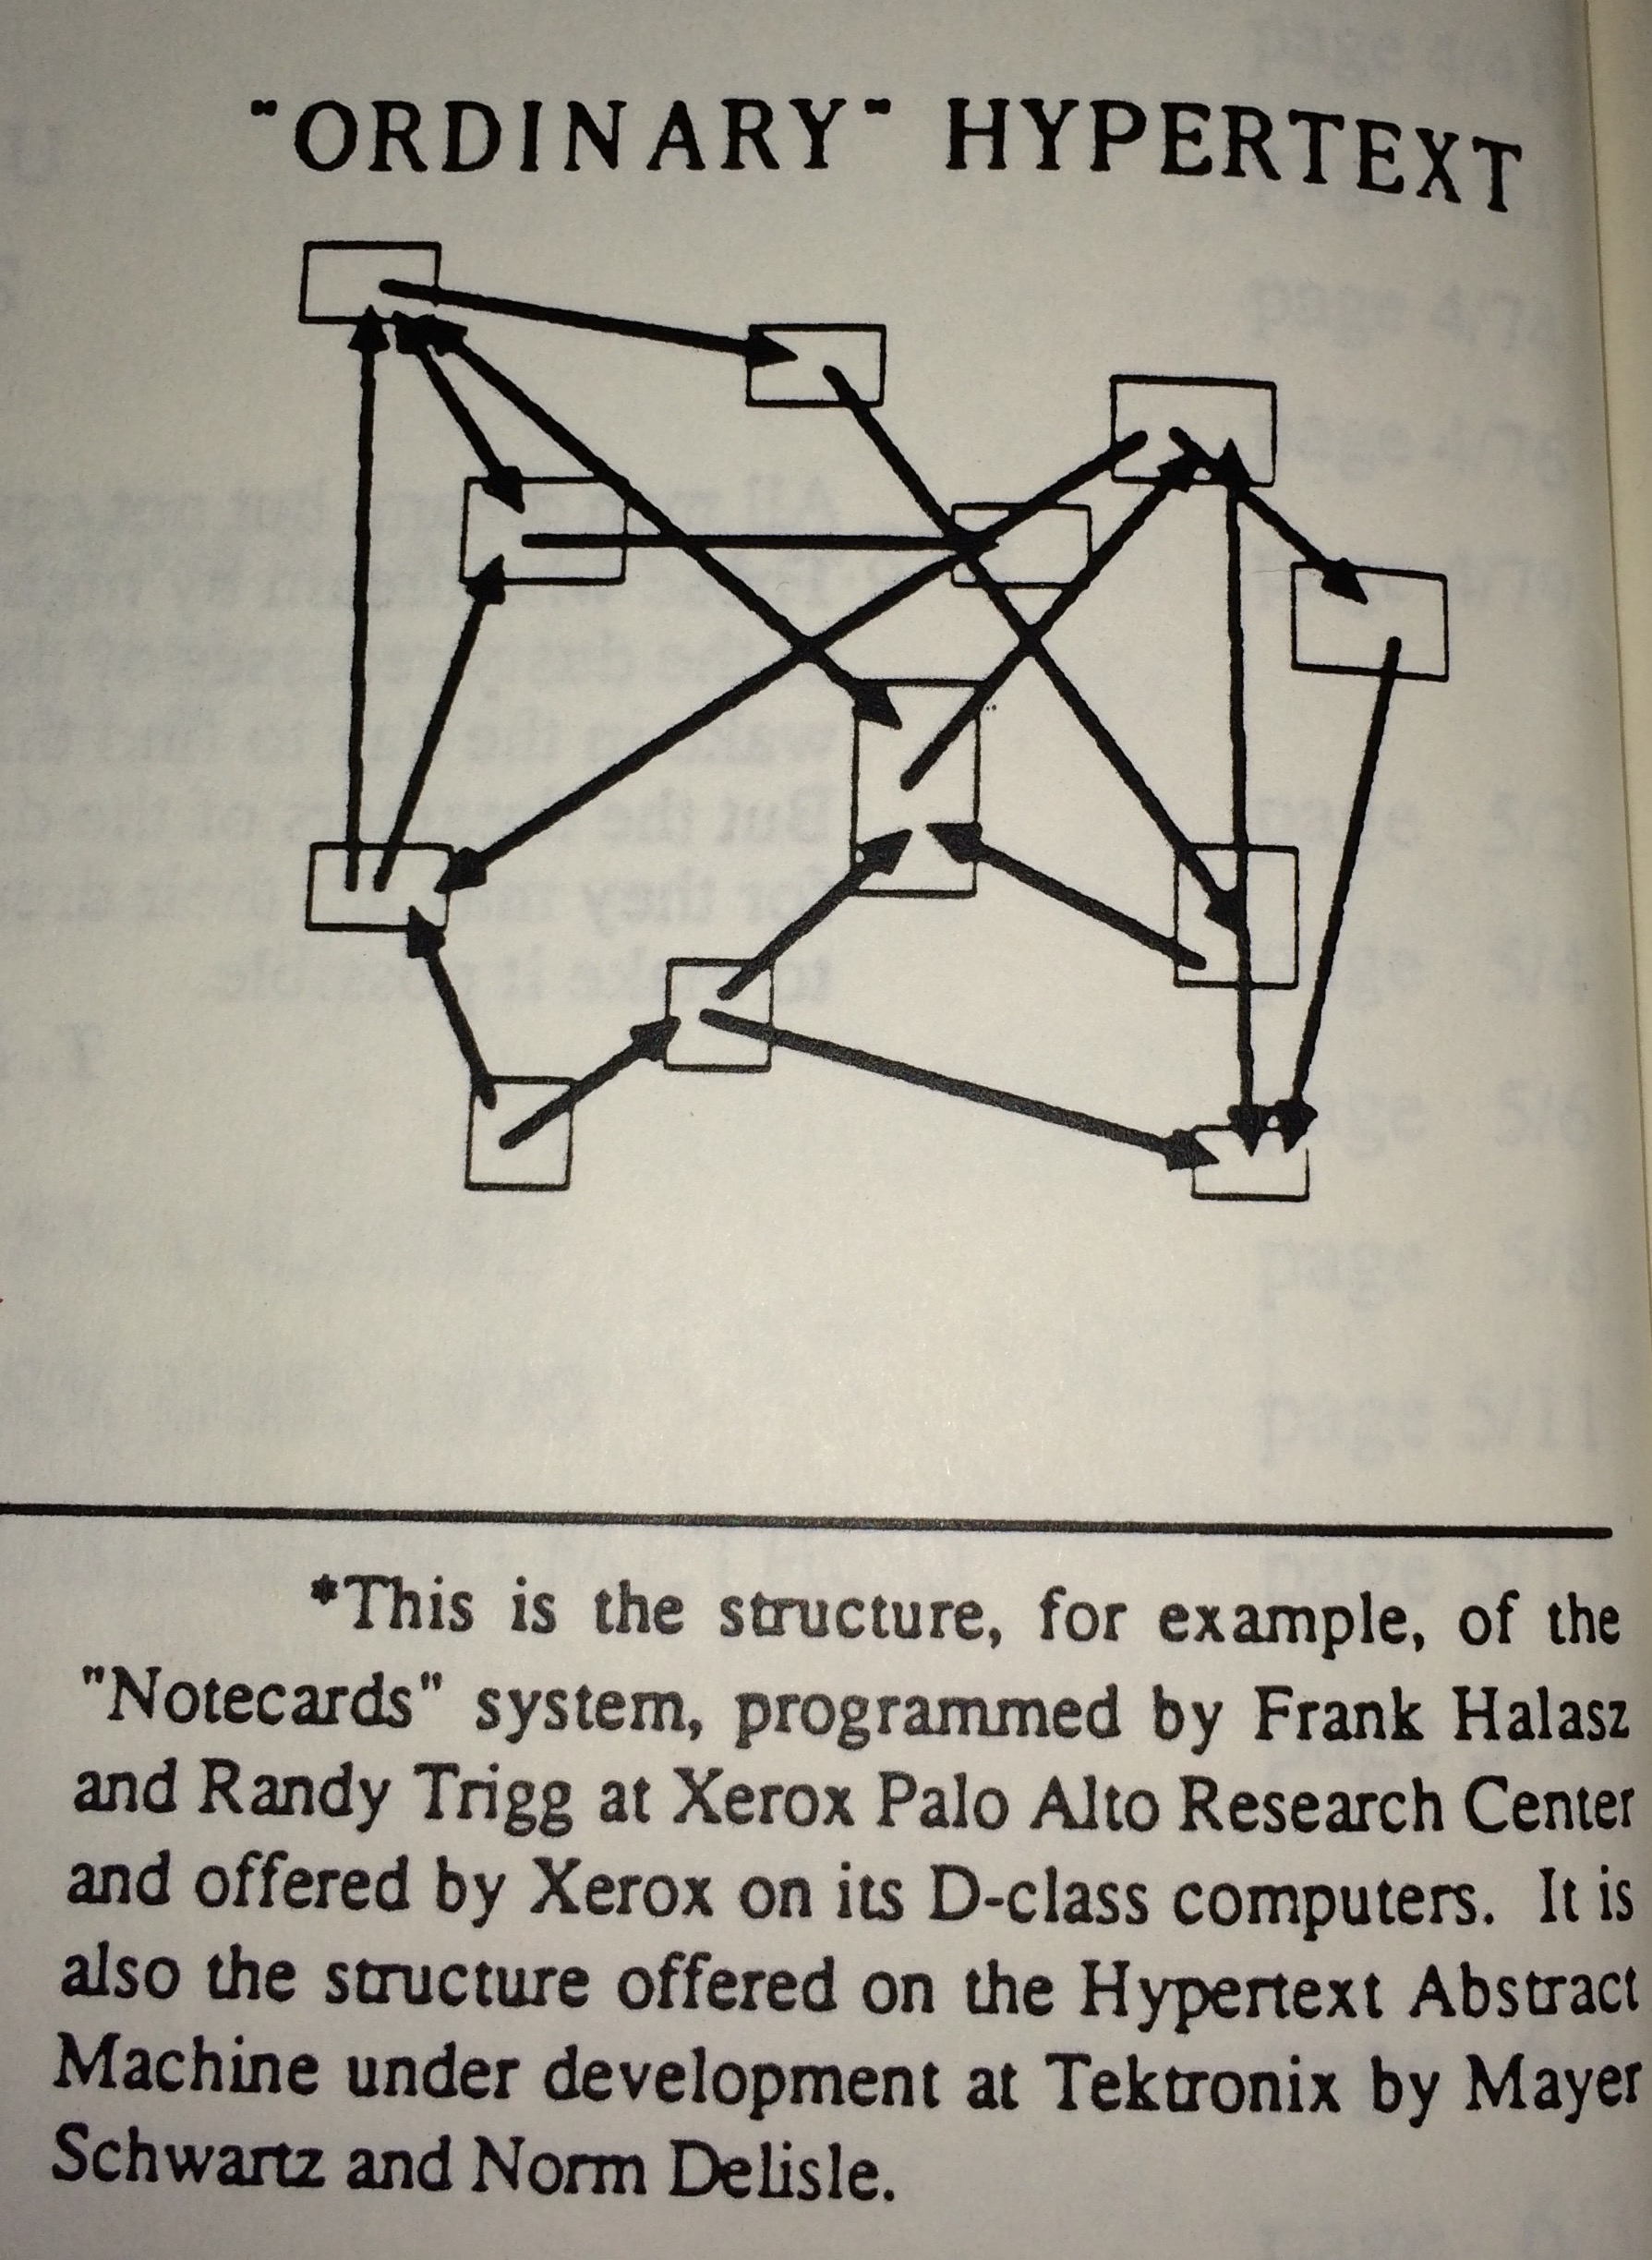 "ORDINARY" HYPERTEXT
*This is the structure, for example, of the
"Notecards" system, programmed by Frank Halasz
and Randy Trigg at Xerox Palo Alto Research Center
and offered by Xerox on its D-class computers. It is
also the structure offered on the Hypertext Abstract
Machine under development at Tektronix by Mayer
Schwartz and Norm Delisle.